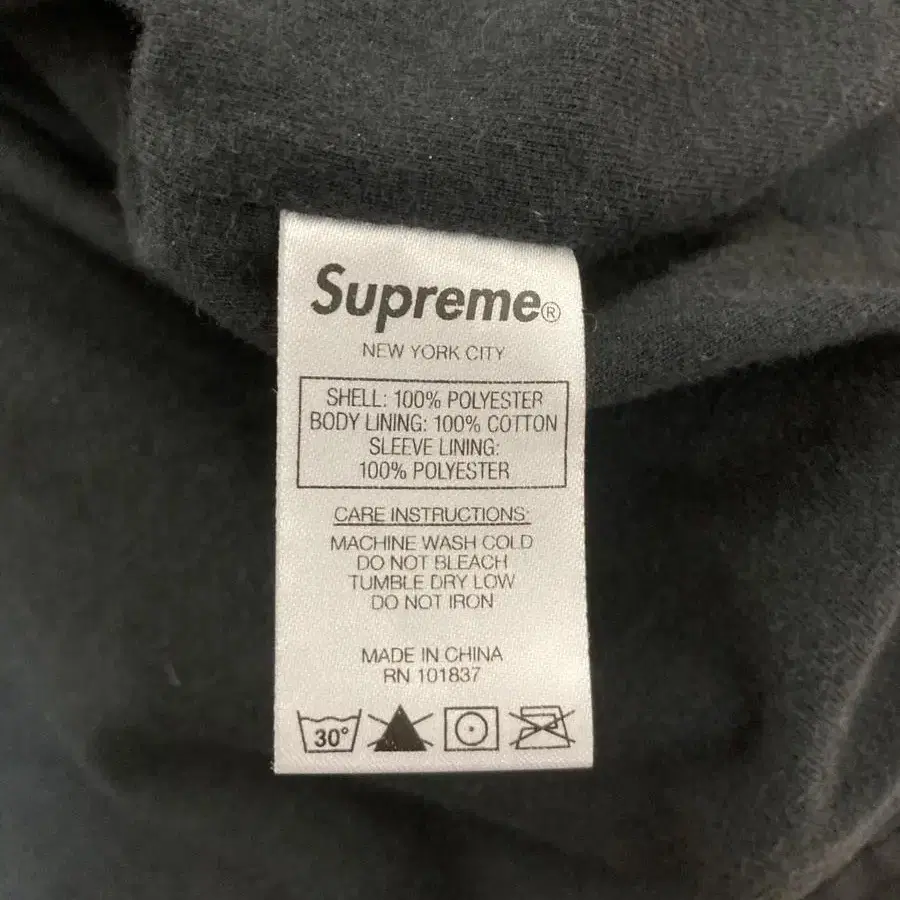 Supreme®
NEW YORK CITY
SHELL: 100% POLYESTER
BODY LINING: 100% COTTON
SLEEVE LINING:
100% POLYESTER
CARE INSTRUCTIONS:
MACHINE WASH COLD
DO NOT BLEACH
TUMBLE DRY LOW
DO NOT IRON
MADE IN CHINA
RN 101837
30°